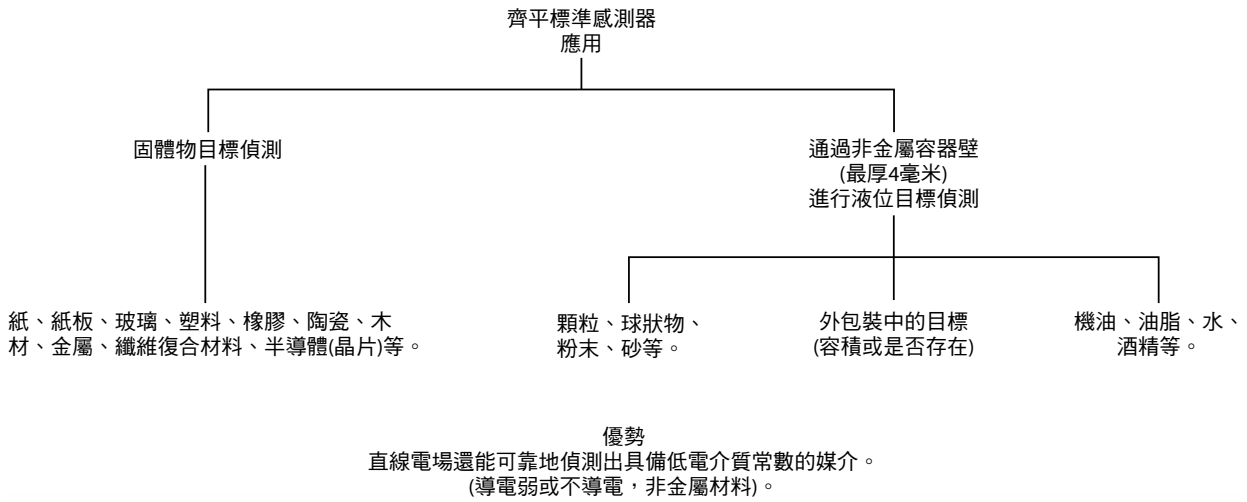 齊平標準感測器
應用
固體物目標偵測
通過非金屬容器壁
(最厚4毫米)
進行液位目標偵測
紙、紙板、玻璃、塑料、橡膠、陶瓷、木
材、金屬、纖維復合材料、半導體(晶片)等。
顆粒、球狀物、
粉末、砂等。
外包裝中的目標
(容積或是否存在)
機油、油脂、水、
酒精等。
優勢
直線電場還能可靠地偵測出具備低電介質常數的媒介。
(導電弱或不導電，非金屬材料)。